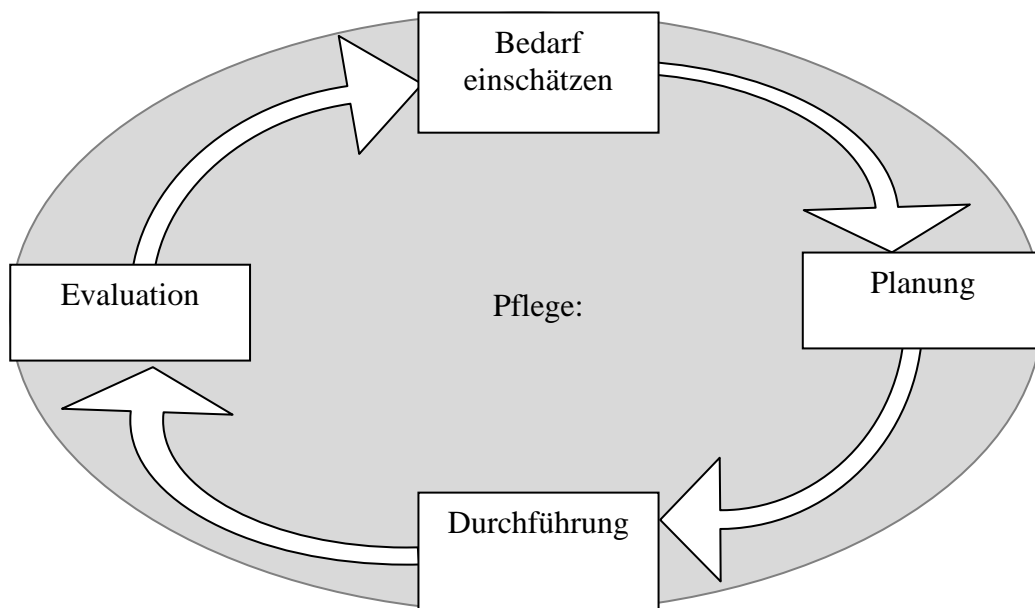 Bedarf
einschätzen
Evaluation
Pflege:
Planung
Durchführung